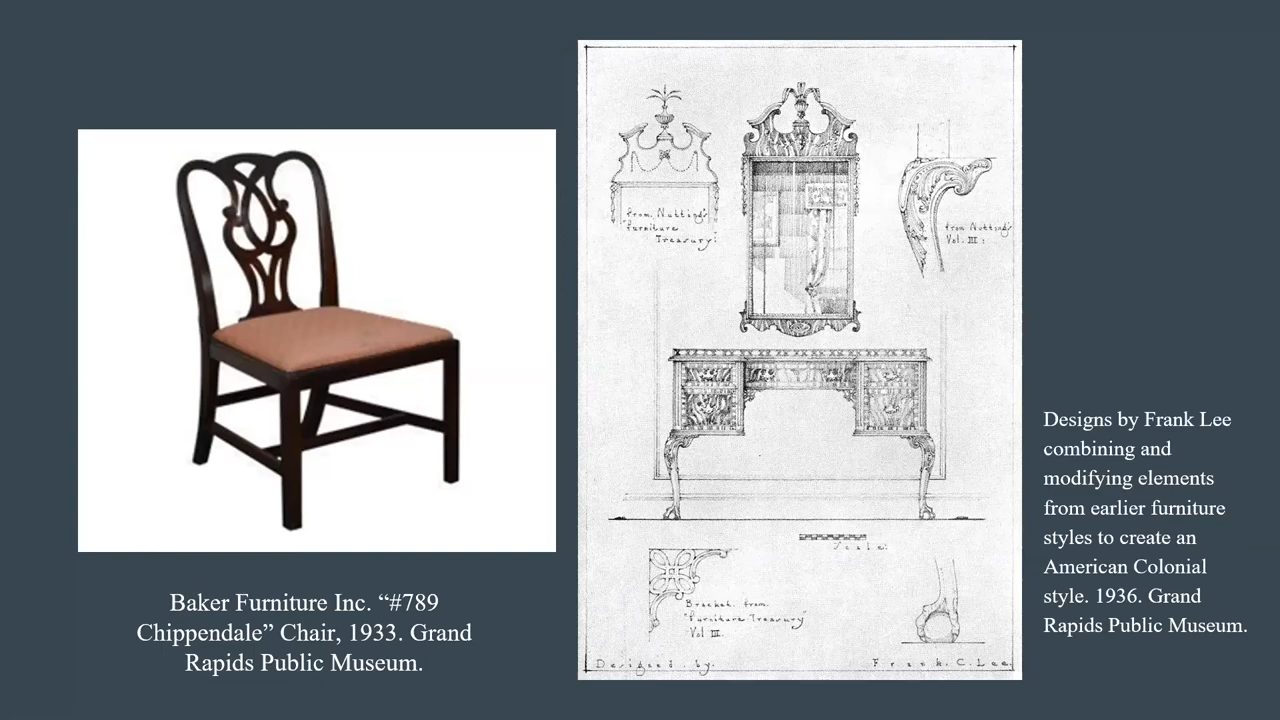 from Nutting's
"Furniture
Treasury":
from Nutting's
Vol. III:
Scale:
Bracket from
"Furniture Treasury"
Vol III.
Designed by.
Frank. C. Lee.
Baker Furniture Inc. “#789
Chippendale” Chair, 1933. Grand
Rapids Public Museum.
Designs by Frank Lee
combining and
modifying elements
from earlier furniture
styles to create an
American Colonial
style. 1936. Grand
Rapids Public Museum.